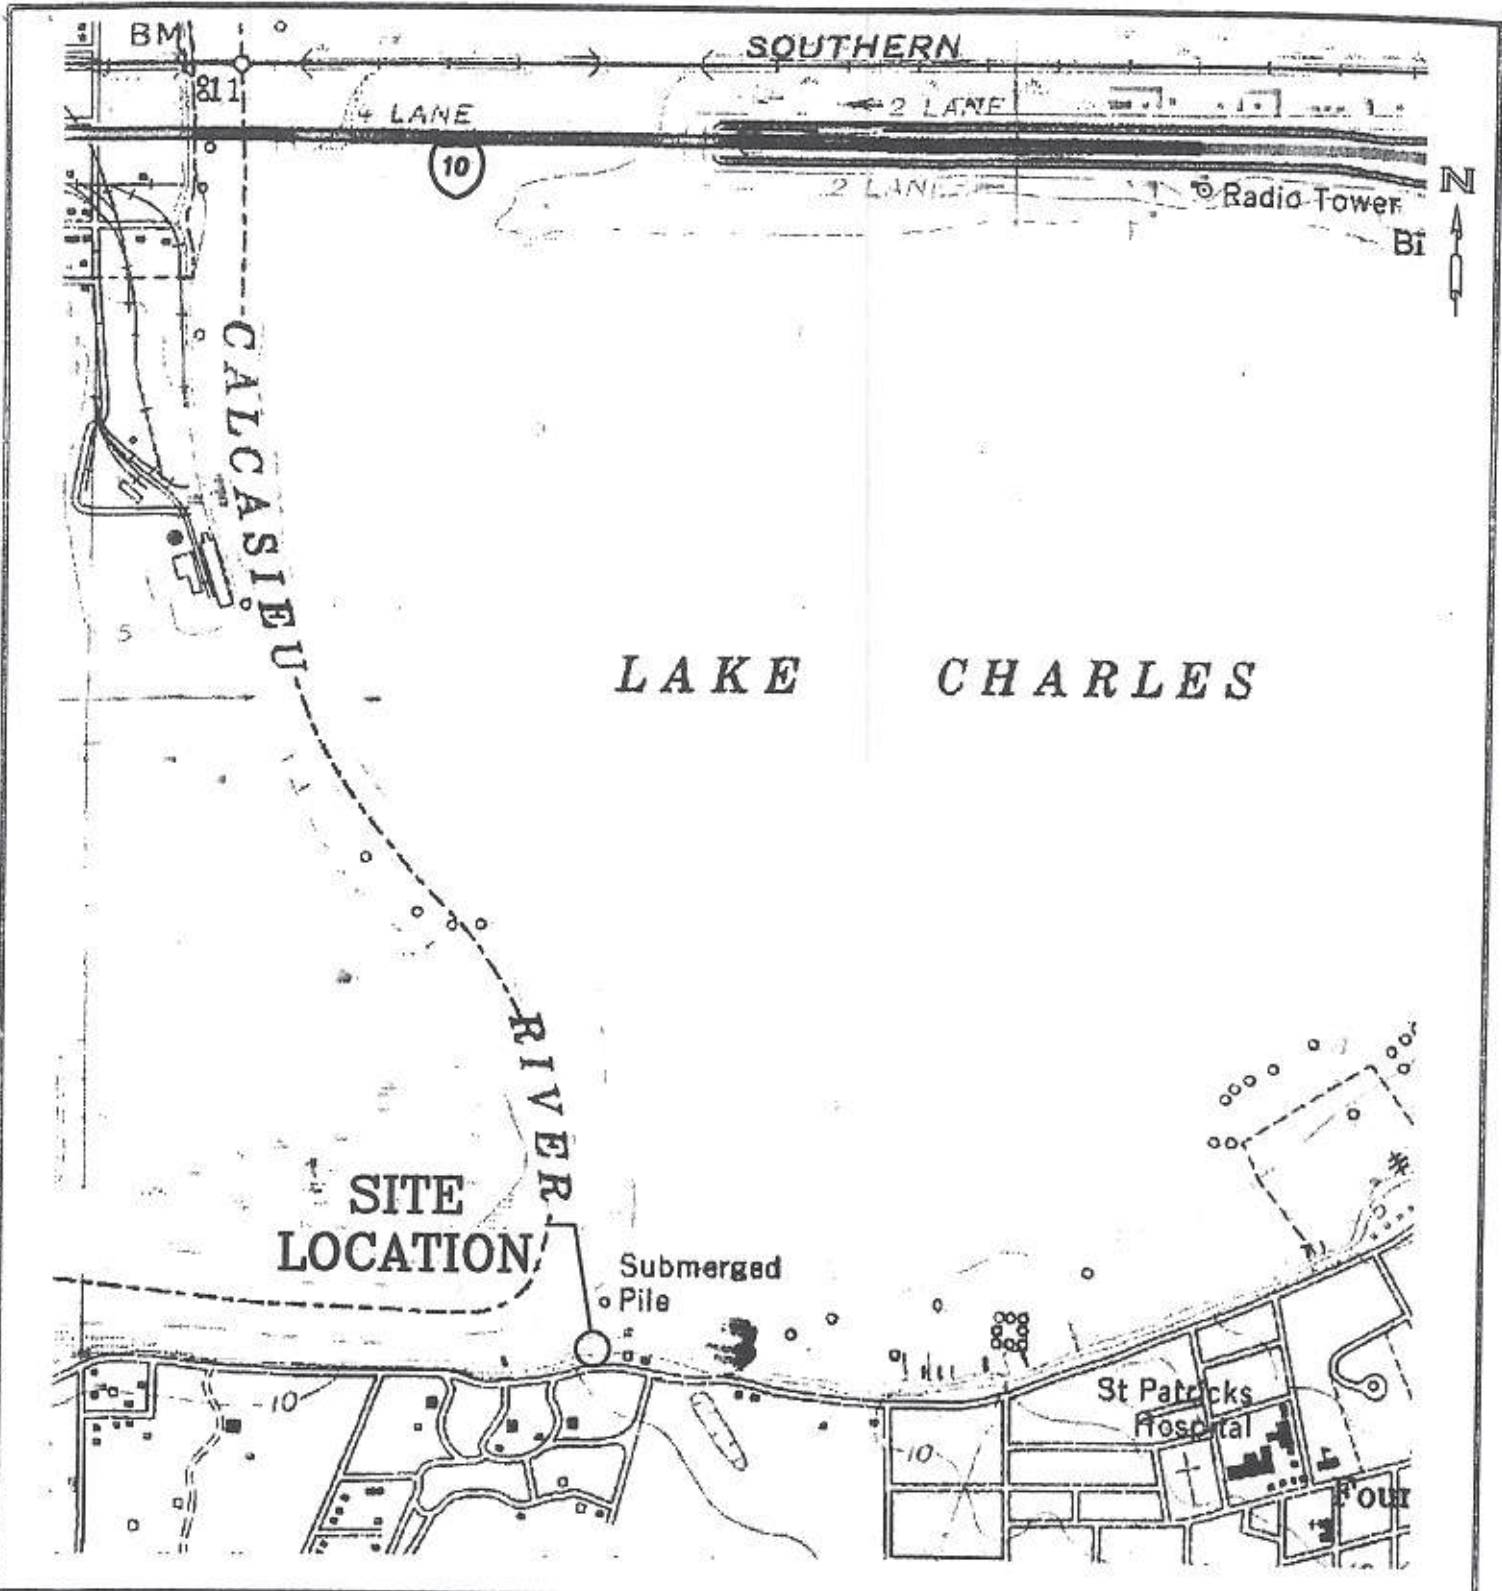 BM
SOUTHERN
811
4 LANE
2 LANE
10
2 LANE
Radio Tower
N
CALCASIEU
5
LAKE CHARLES
RIVER
SITE
LOCATION
Submerged
Pile
10
St Patricks
Hospital
10